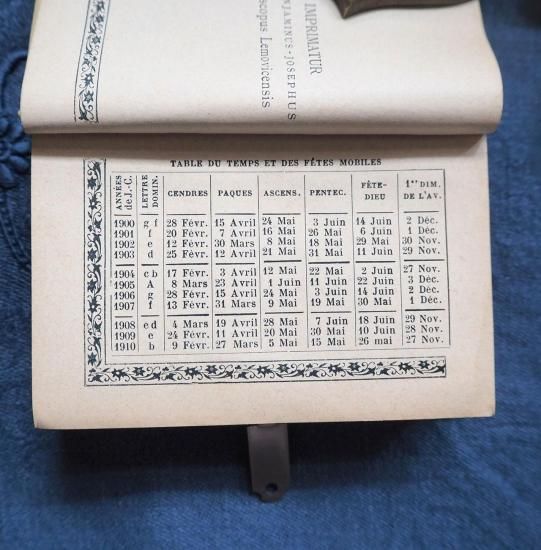 IMPRIMATUR
NJAMINUS-JOSEPHUS
iscopus Lemovicensis
TABLE DU TEMPS ET DES FÊTES MOBILES
ANNÉES de J.-C. LETTRE DOMIN. CENDRES PAQUES ASCENS. PENTEC. FÊTE-DIEU 1er DIM. DE L'AV.
1900 g f 28 Févr. 15 Avril 24 Mai 3 Juin 14 Juin 2 Déc.
1901 f 20 Févr. 7 Avril 16 Mai 26 Mai 6 Juin 1 Déc.
1902 e 12 Févr. 30 Mars 8 Mai 18 Mai 29 Mai 30 Nov.
1903 d 25 Févr. 12 Avril 21 Mai 31 Mai 11 Juin 29 Nov.
1904 c b 17 Févr. 3 Avril 12 Mai 22 Mai 2 Juin 27 Nov.
1905 A 8 Mars 23 Avril 1 Juin 11 Juin 22 Juin 3 Déc.
1906 g 28 Févr. 15 Avril 24 Mai 3 Juin 14 Juin 2 Déc.
1907 f 13 Févr. 31 Mars 9 Mai 19 Mai 30 Mai 1 Déc.
1908 e d 4 Mars 19 Avril 28 Mai 7 Juin 18 Juin 29 Nov.
1909 c 24 Févr. 11 Avril 20 Mai 30 Mai 10 Juin 28 Nov.
1910 b 9 Févr. 27 Mars 5 Mai 15 Mai 26 mai 27 Nov.